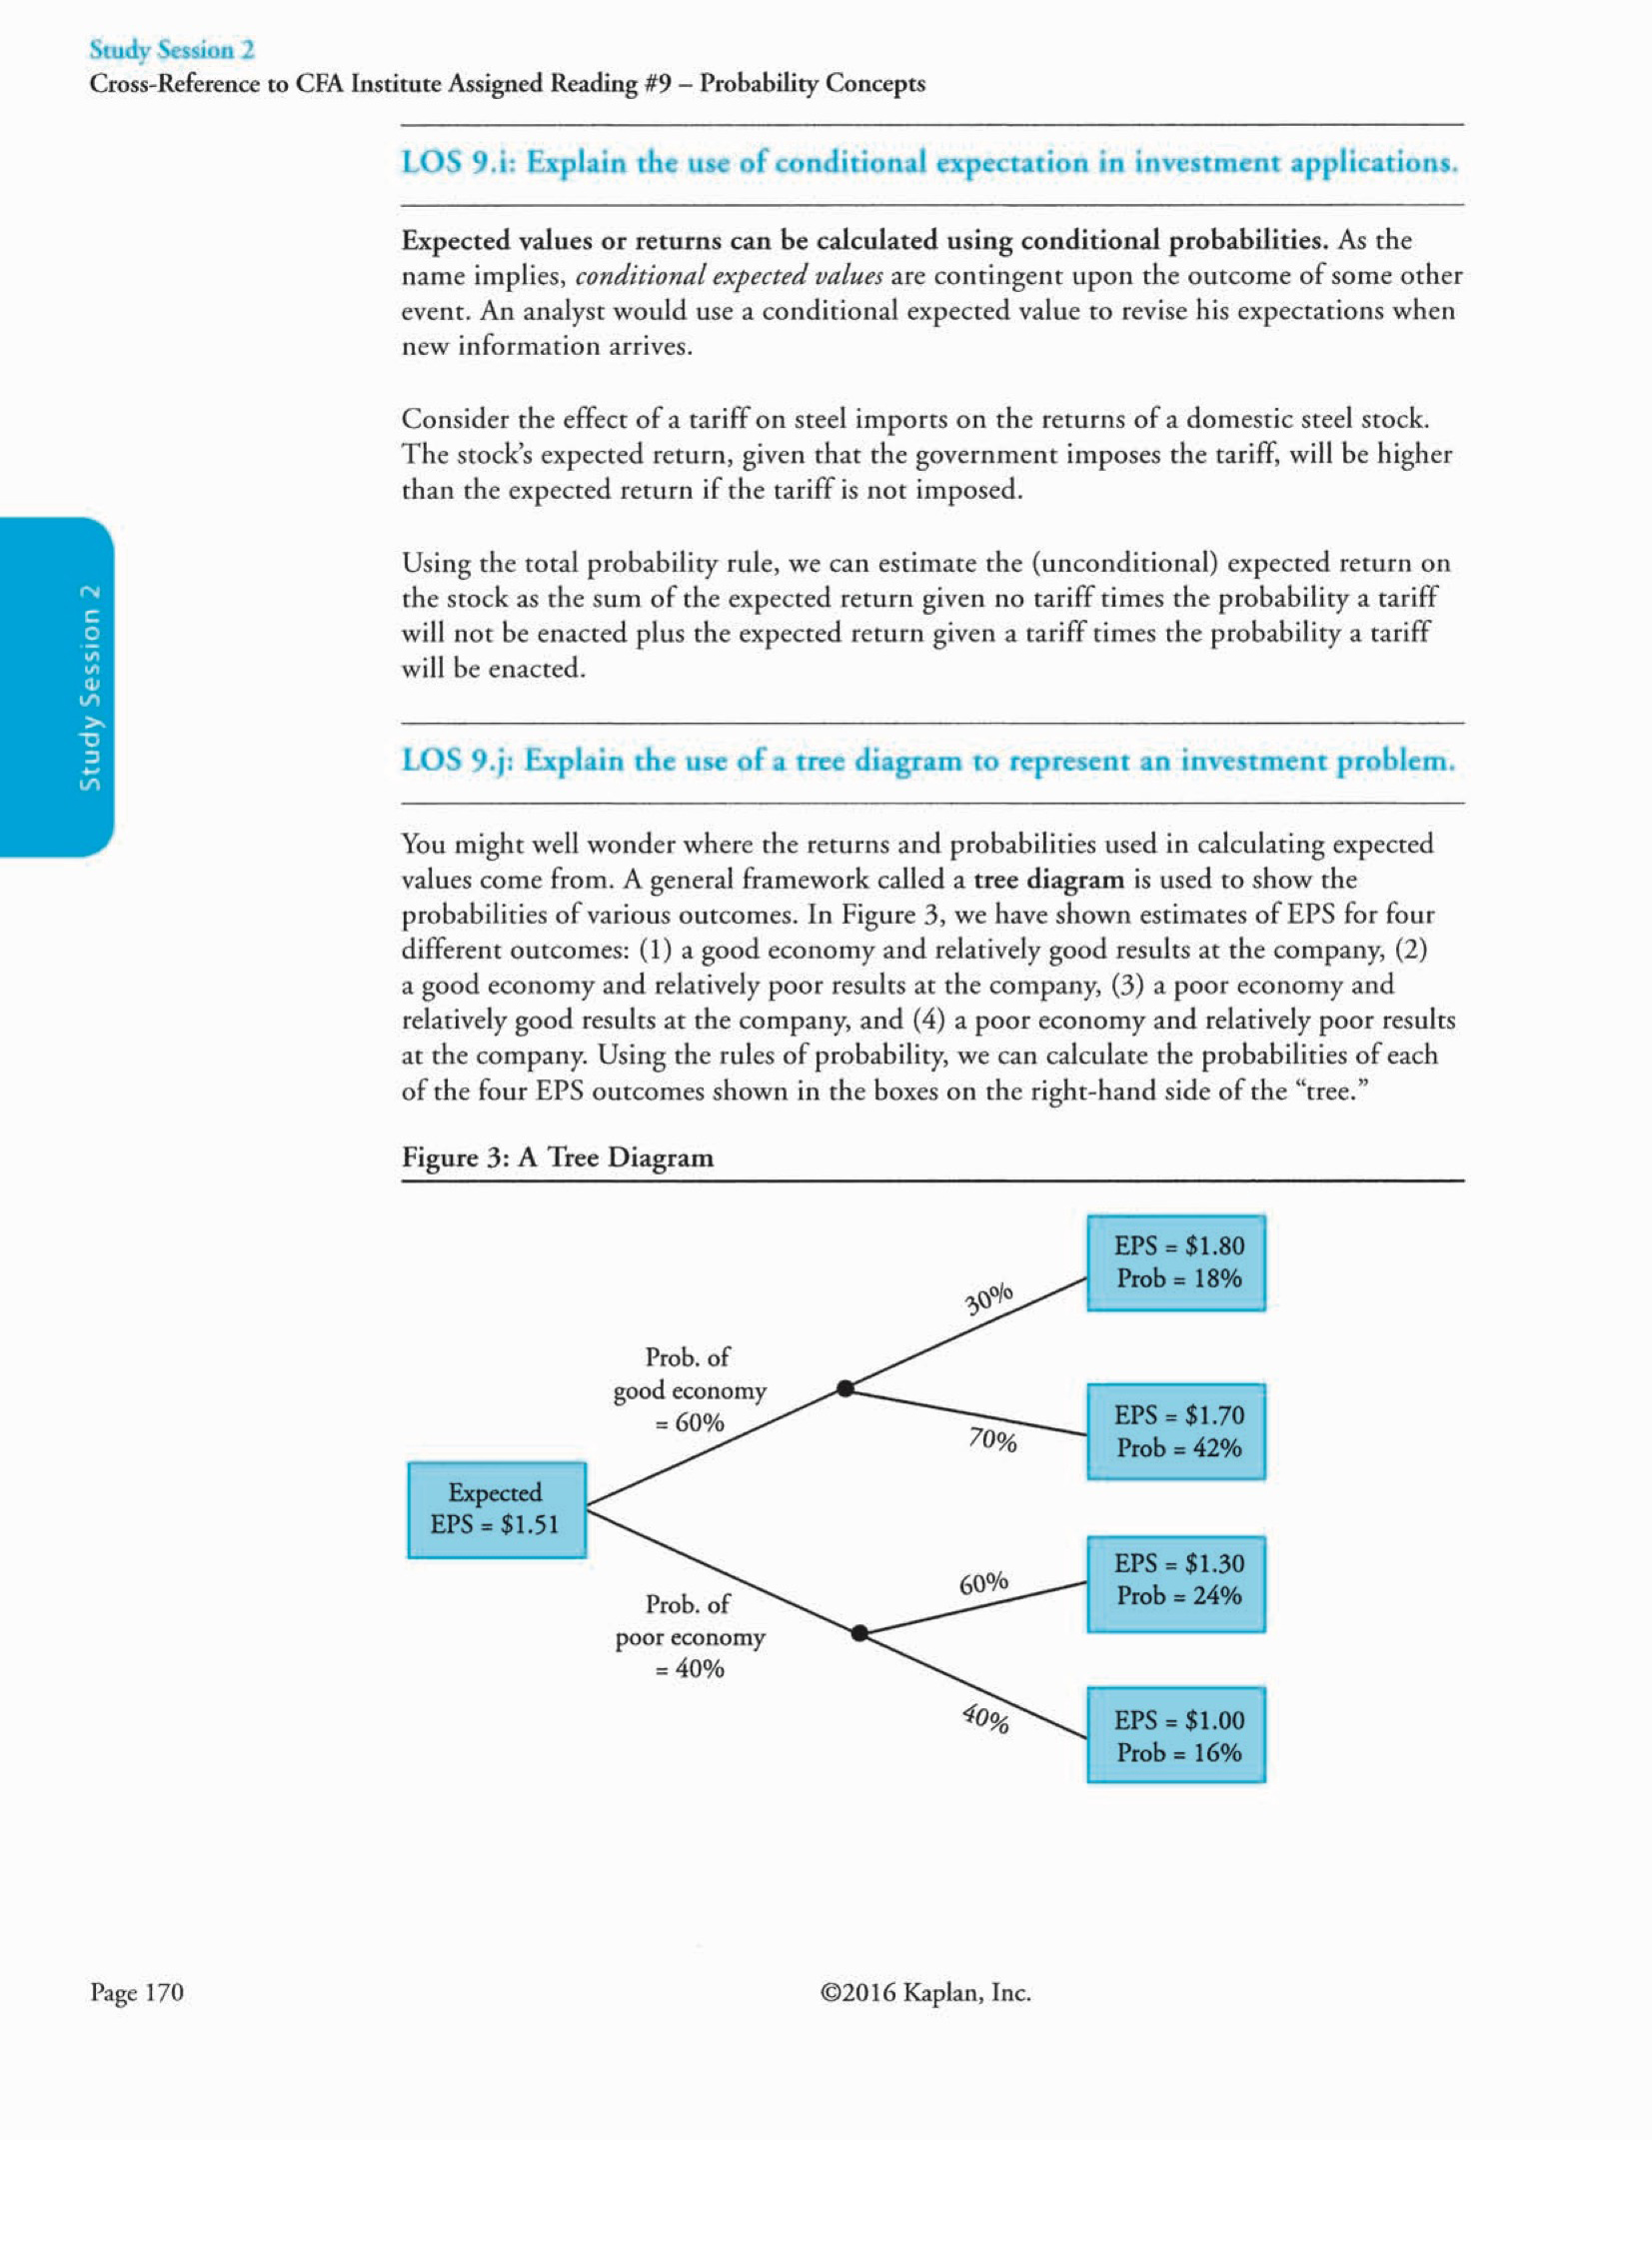 Study Session 2
Cross-Reference to CFA Institute Assigned Reading #9 – Probability Concepts
LOS 9.i: Explain the use of conditional expectation in investment applications.
Expected values or returns can be calculated using conditional probabilities. As the
name implies, conditional expected values are contingent upon the outcome of some other
event. An analyst would use a conditional expected value to revise his expectations when
new information arrives.
Consider the effect of a tariff on steel imports on the returns of a domestic steel stock.
The stock's expected return, given that the government imposes the tariff, will be higher
than the expected return if the tariff is not imposed.
Using the total probability rule, we can estimate the (unconditional) expected return on
the stock as the sum of the expected return given no tariff times the probability a tariff
will not be enacted plus the expected return given a tariff times the probability a tariff
will be enacted.
Study Session 2
LOS 9.j: Explain the use of a tree diagram to represent an investment problem.
You might well wonder where the returns and probabilities used in calculating expected
values come from. A general framework called a tree diagram is used to show the
probabilities of various outcomes. In Figure 3, we have shown estimates of EPS for four
different outcomes: (1) a good economy and relatively good results at the company, (2)
a good economy and relatively poor results at the company, (3) a poor economy and
relatively good results at the company, and (4) a poor economy and relatively poor results
at the company. Using the rules of probability, we can calculate the probabilities of each
of the four EPS outcomes shown in the boxes on the right-hand side of the “tree.”
Figure 3: A Tree Diagram
EPS = $1.80
Prob = 18%
30%
Prob. of
good economy
= 60%
EPS = $1.70
Prob = 42%
70%
Expected
EPS = $1.51
EPS = $1.30
Prob = 24%
60%
Prob. of
poor economy
= 40%
40%
EPS = $1.00
Prob = 16%
Page 170
©2016 Kaplan, Inc.